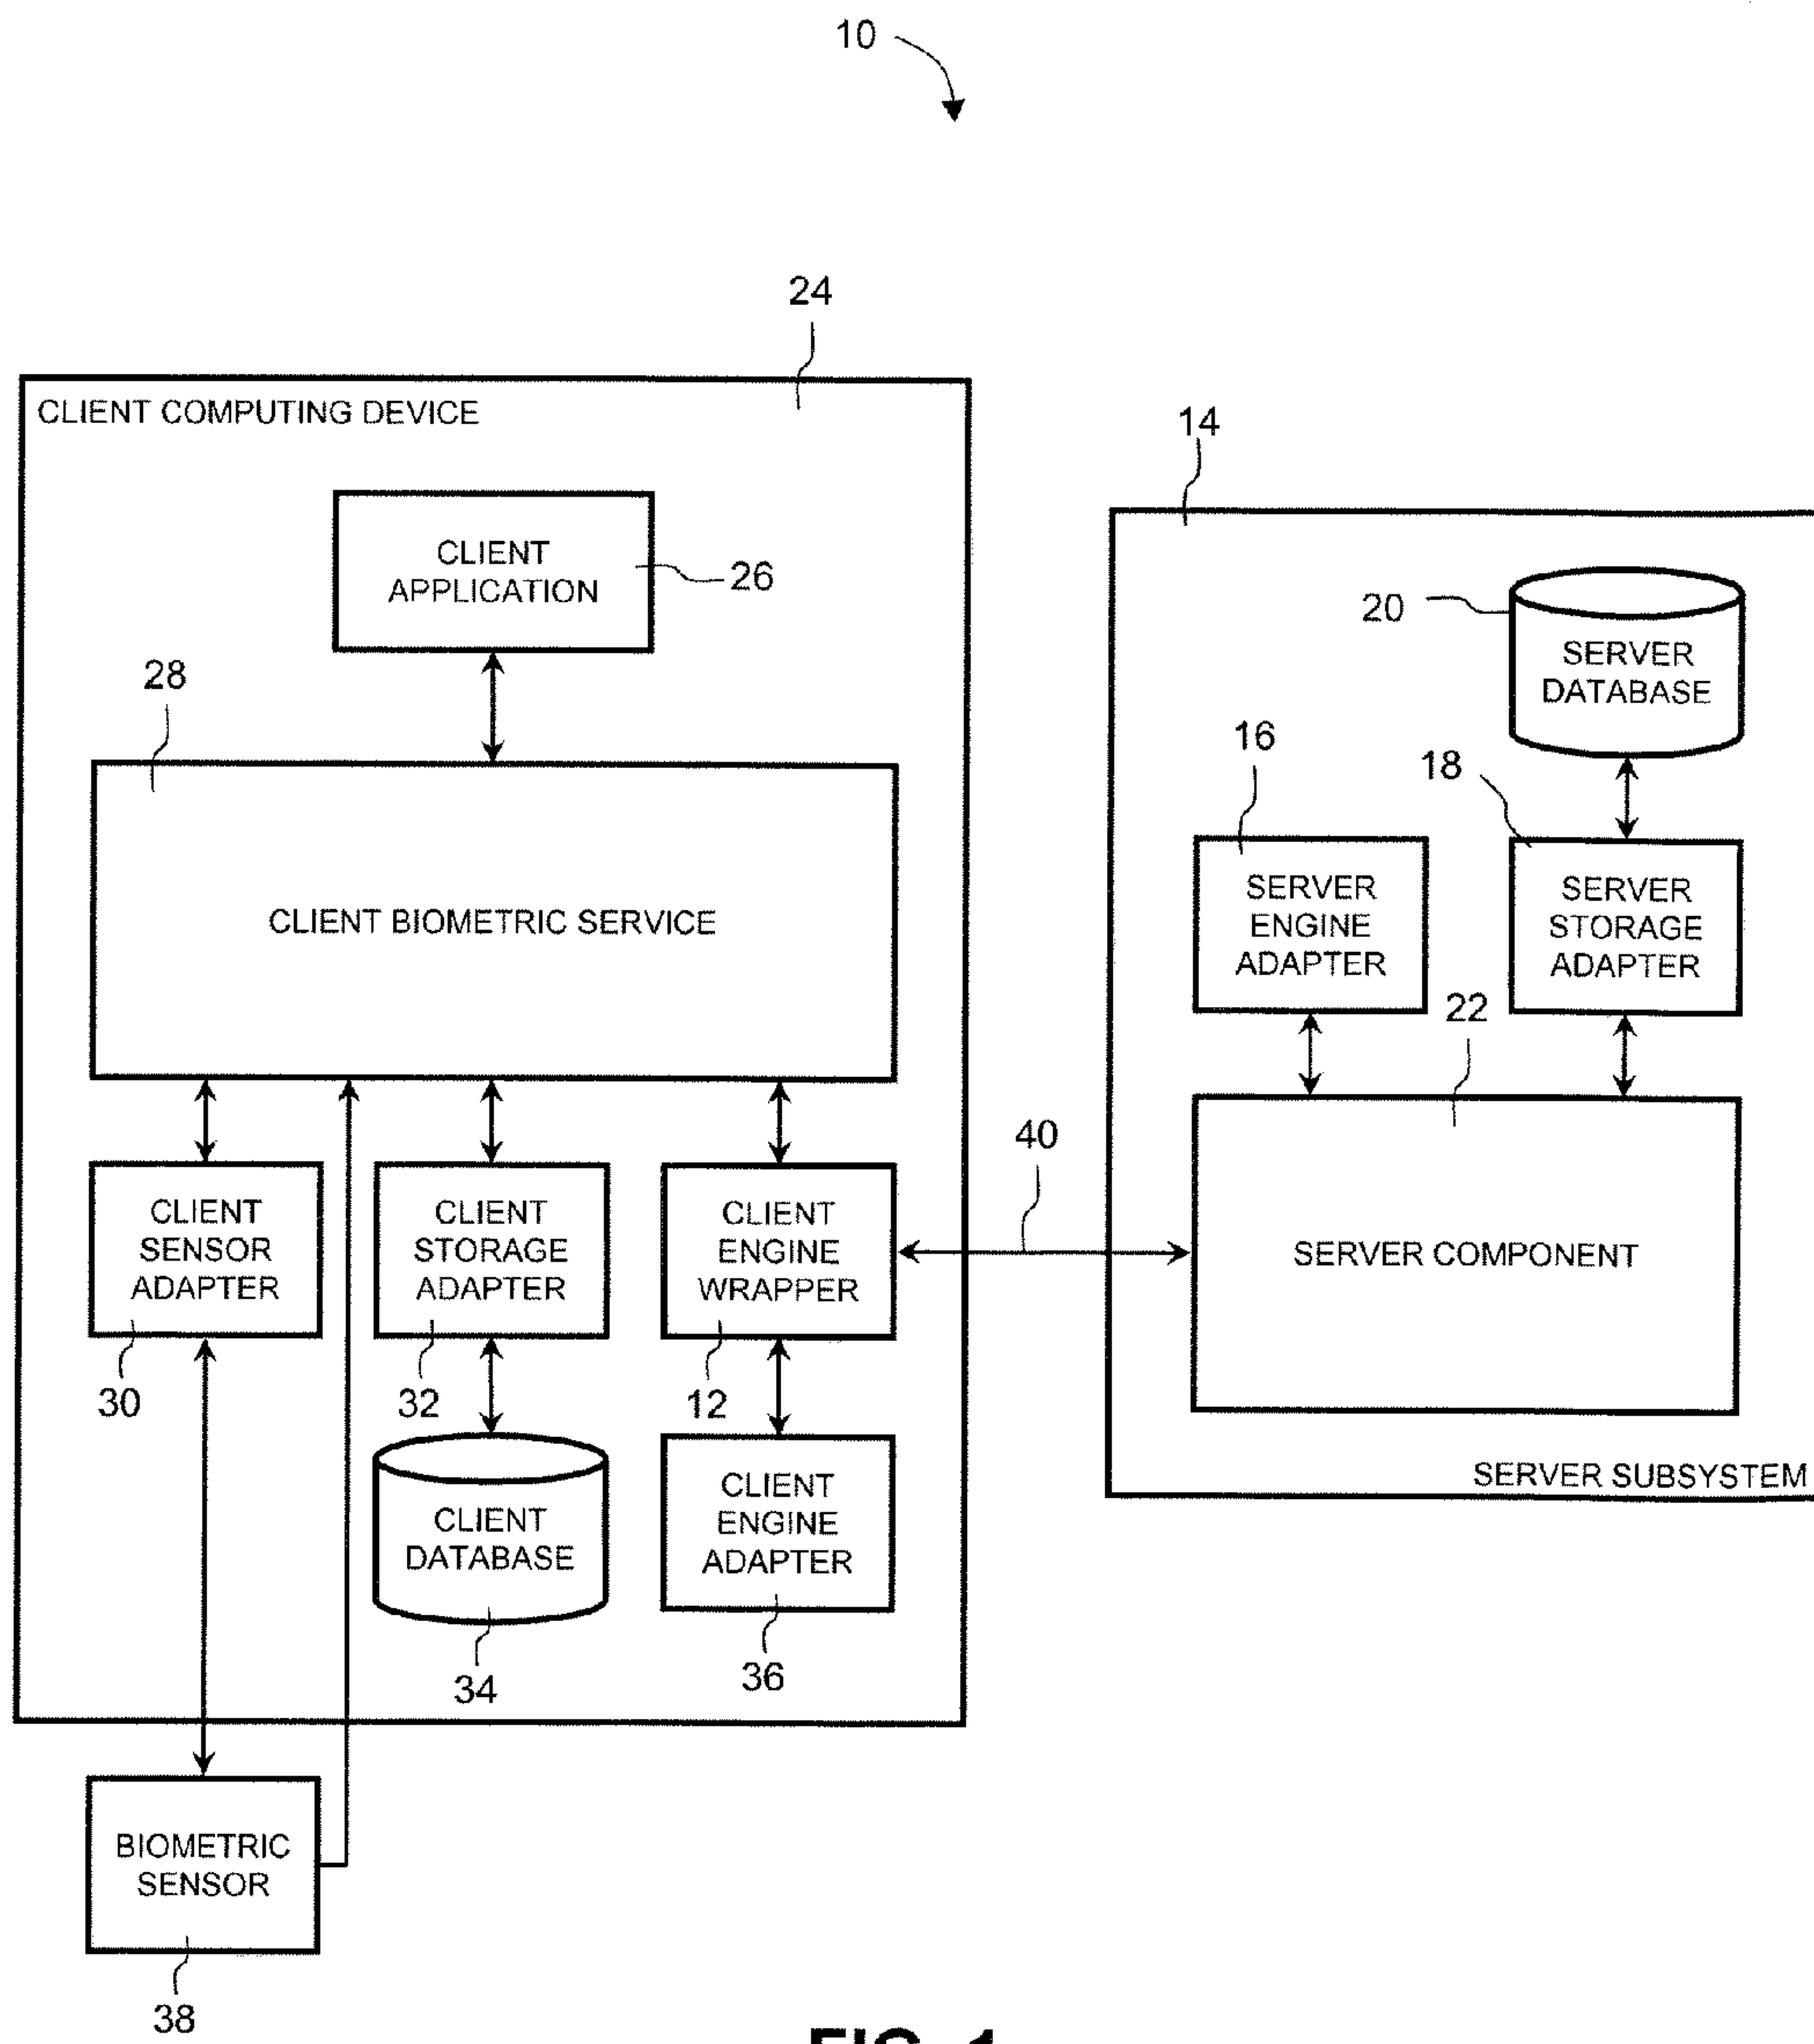 10
24
CLIENT COMPUTING DEVICE
14
CLIENT
APPLICATION
26
20
SERVER
DATABASE
28
16
18
CLIENT BIOMETRIC SERVICE
SERVER
ENGINE
ADAPTER
SERVER
STORAGE
ADAPTER
22
40
CLIENT
SENSOR
ADAPTER
CLIENT
STORAGE
ADAPTER
CLIENT
ENGINE
WRAPPER
SERVER COMPONENT
30
32
12
SERVER SUBSYSTEM
CLIENT
DATABASE
CLIENT
ENGINE
ADAPTER
34
36
BIOMETRIC
SENSOR
38
FIG. 1